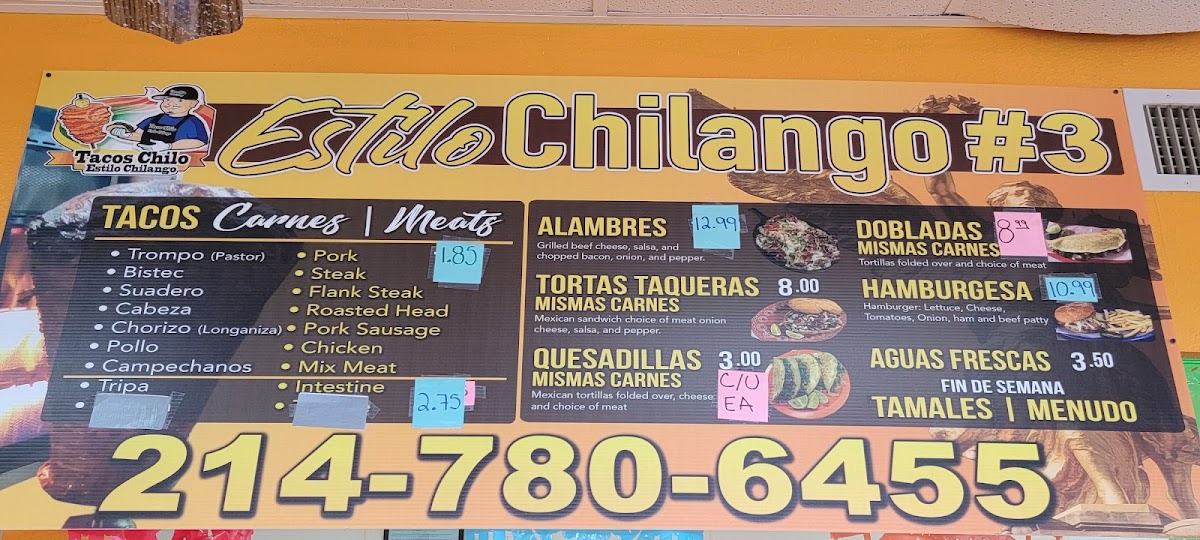 Tacos Chilo
Estilo Chilango
Estilo Chilango #3
TACOS Carnes | Meats
1.85
• Trompo (Pastor)
• Bistec
• Suadero
• Cabeza
• Chorizo (Longaniza)
• Pollo
• Campechanos
• Tripa
• Pork
• Steak
• Flank Steak
• Roasted Head
• Pork Sausage
• Chicken
• Mix Meat
• Intestine
2.75
ALAMBRES 12.99
Grilled beef cheese, salsa, and
chopped bacon, onion, and pepper.
TORTAS TAQUERAS 8.00
MISMAS CARNES
Mexican sandwich choice of meat onion
cheese, salsa, and pepper.
QUESADILLAS 3.00
MISMAS CARNES
C/U
EA
Mexican tortillas folded over, cheese
and choice of meat
DOBLADAS 8.99
MISMAS CARNES
Tortillas folded over and choice of meat
HAMBURGESA 10.99
Hamburger: Lettuce, Cheese,
Tomatoes, Onion, ham and beef patty
AGUAS FRESCAS 3.50
FIN DE SEMANA
TAMALES | MENUDO
214-780-6455